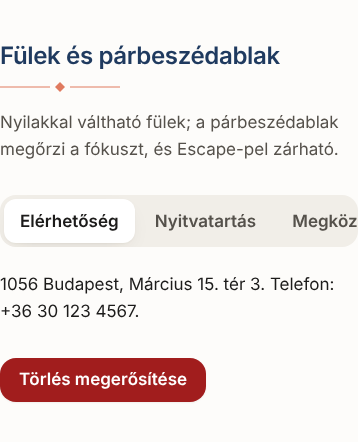 Fülek és párbeszédablak
Nyilakkal váltható fülek; a párbeszédablak
megőrzi a fókuszt, és Escape-pel zárható.
Elérhetőség Nyitvatartás Megköz
1056 Budapest, Március 15. tér 3. Telefon:
+36 30 123 4567.
Törlés megerősítése